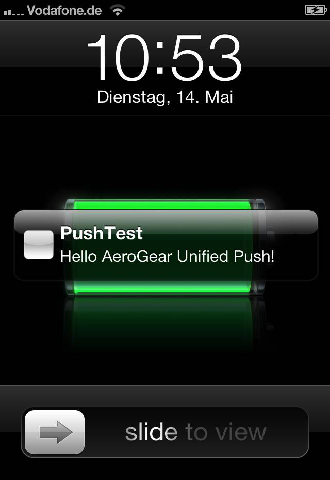 Vodafone.de
10:53
Dienstag, 14. Mai
PushTest
Hello AeroGear Unified Push!
slide to view